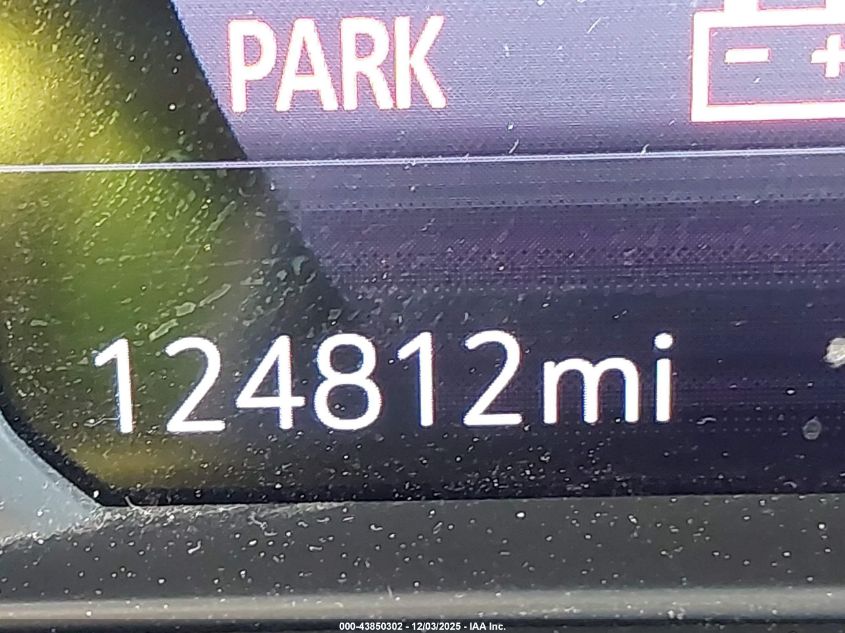 PARK
- +
124812mi
000-43850302 - 12/03/2025 - IAA Inc.